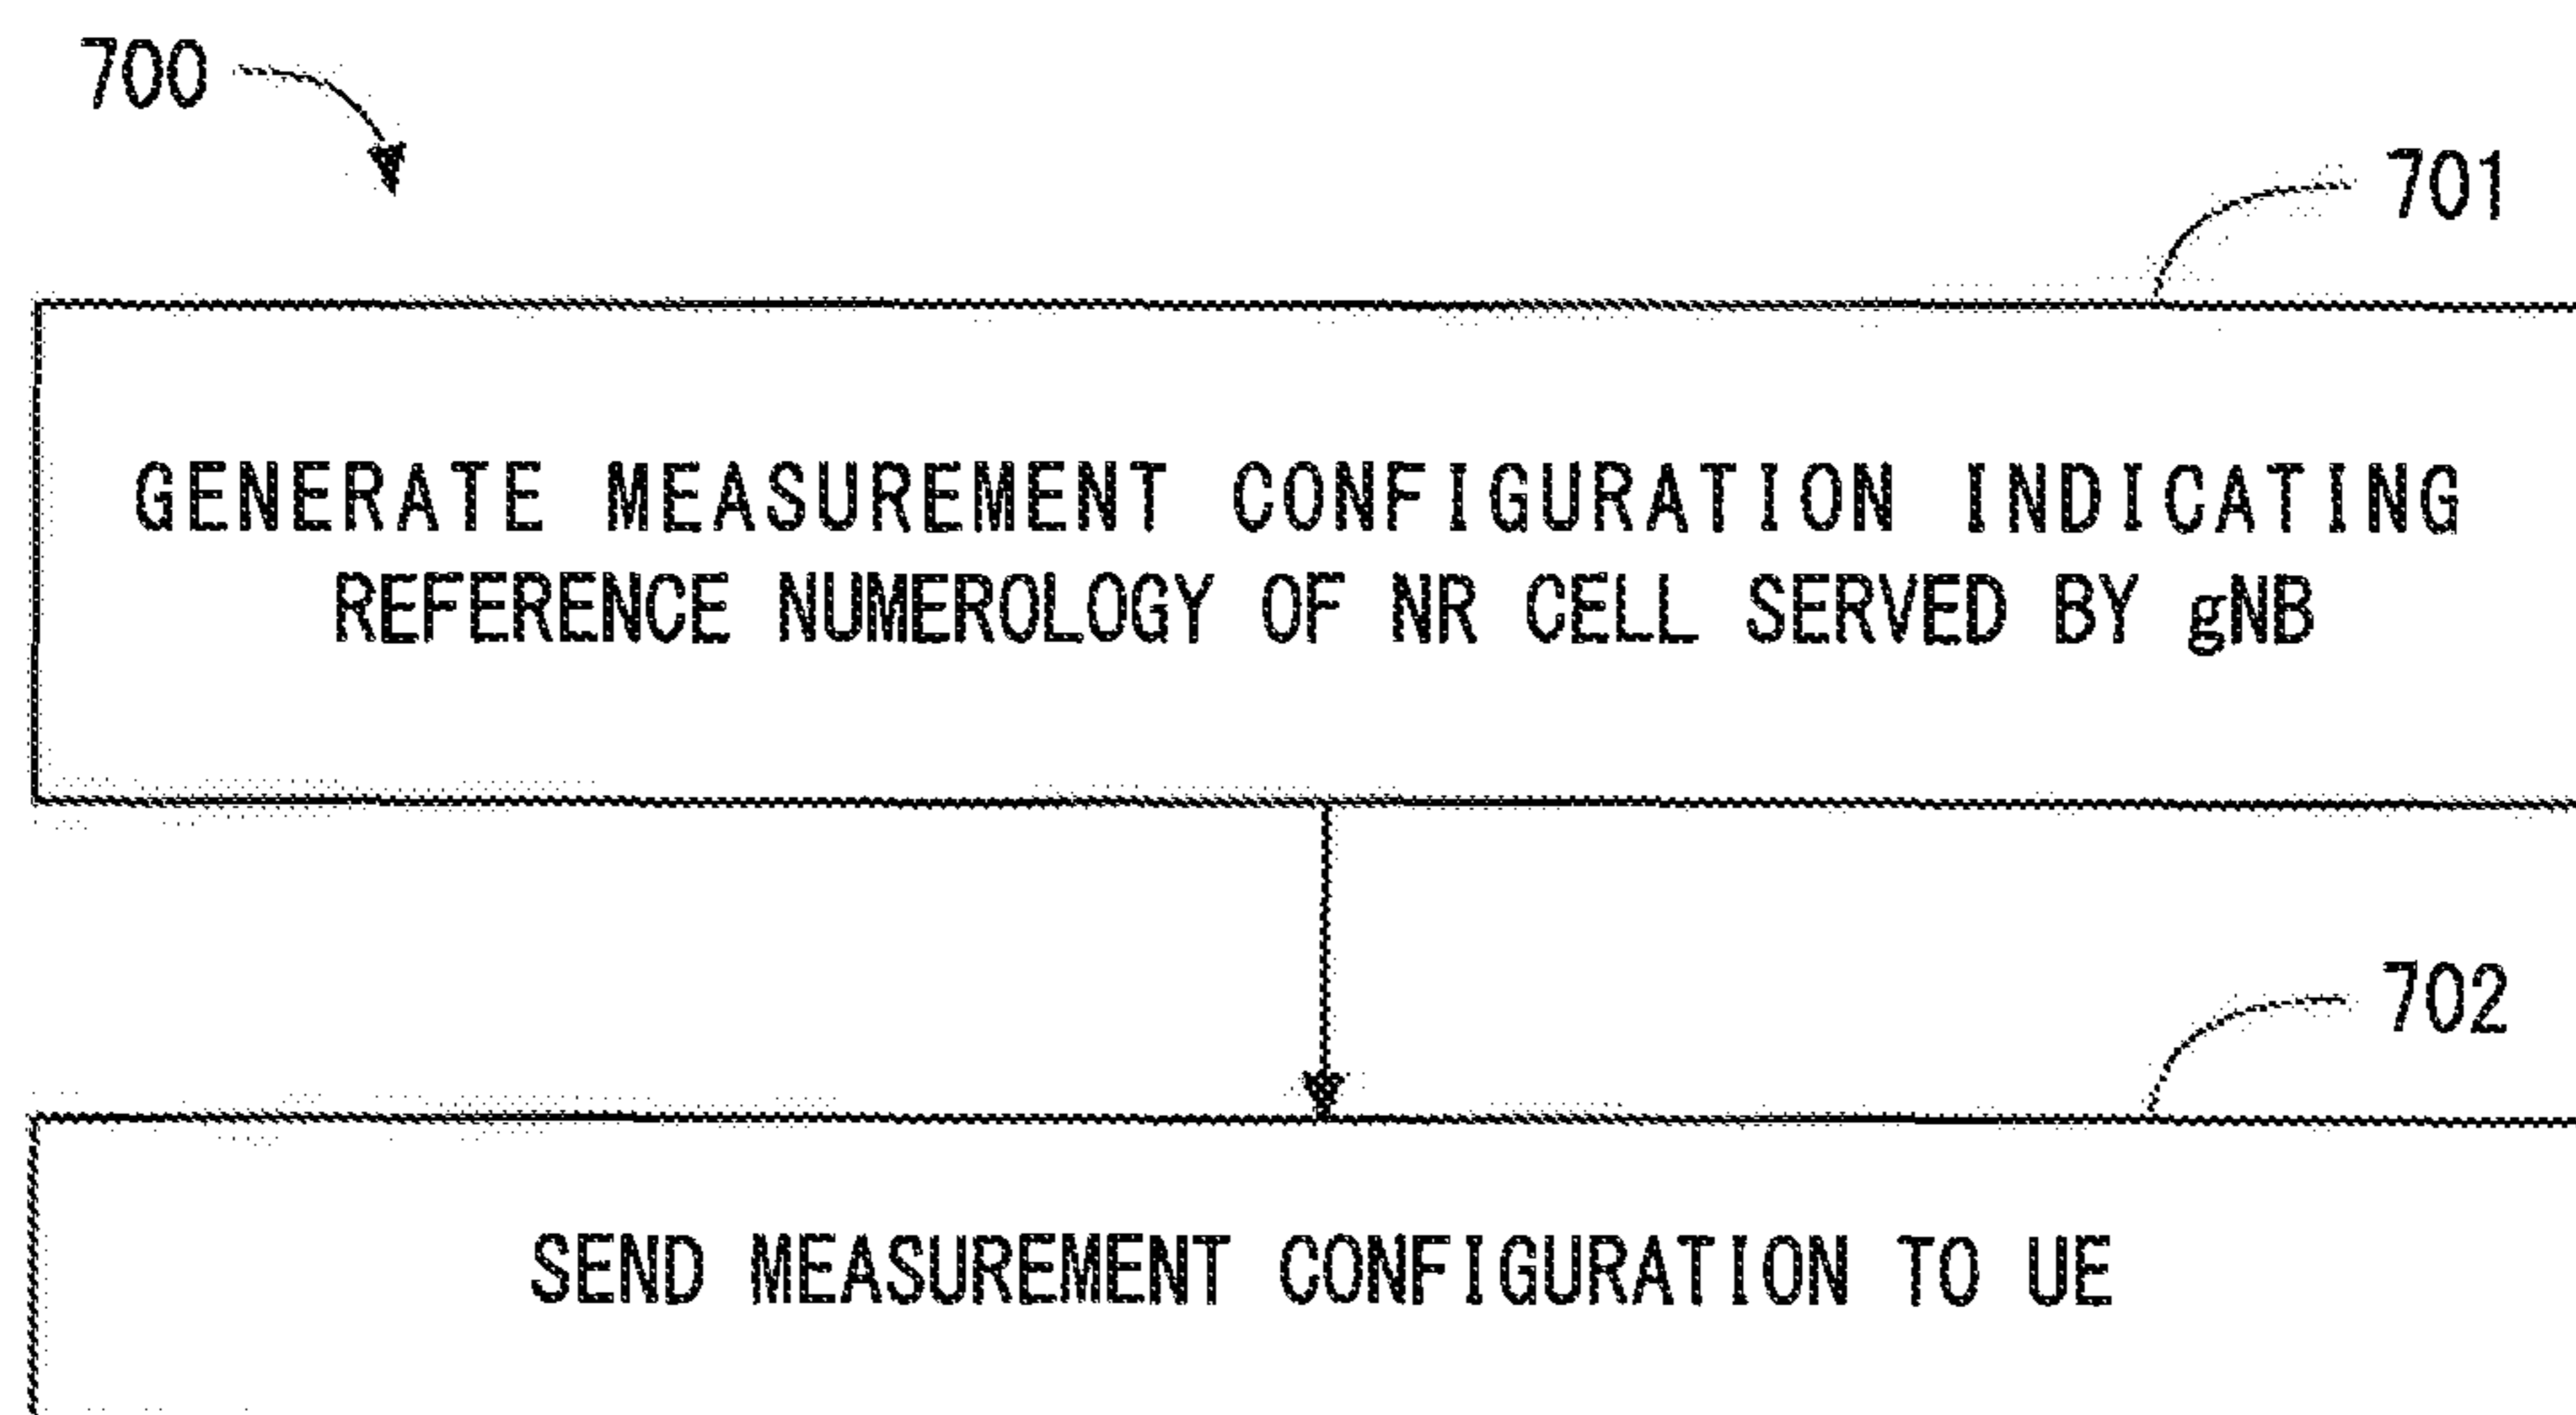 700
701
GENERATE MEASUREMENT CONFIGURATION INDICATING
REFERENCE NUMEROLOGY OF NR CELL SERVED BY gNB
702
SEND MEASUREMENT CONFIGURATION TO UE